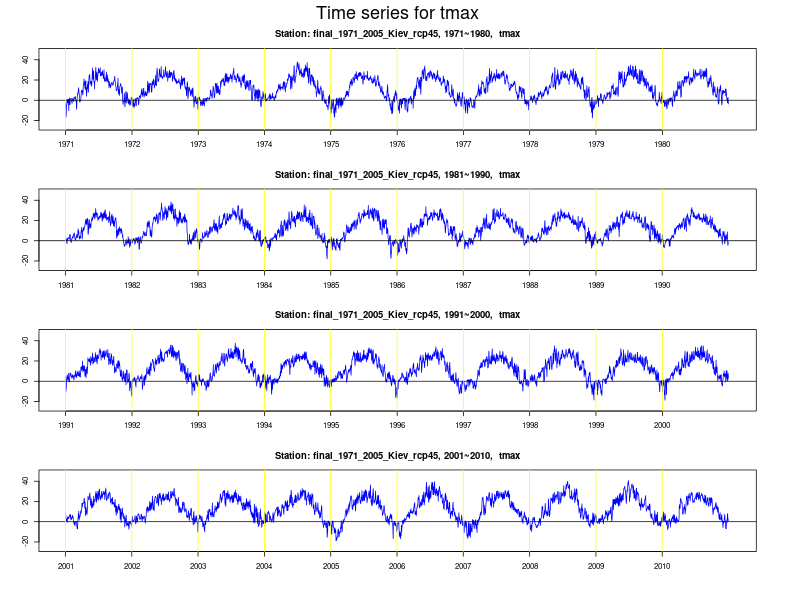 Time series for tmax
Station: final_1971_2005_Kiev_rcp45, 1971~1980, tmax
40
20
0
-20
1971 1972 1973 1974 1975 1976 1977 1978 1979 1980
Station: final_1971_2005_Kiev_rcp45, 1981~1990, tmax
40
20
0
-20
1981 1982 1983 1984 1985 1986 1987 1988 1989 1990
Station: final_1971_2005_Kiev_rcp45, 1991~2000, tmax
40
20
0
-20
1991 1992 1993 1994 1995 1996 1997 1998 1999 2000
Station: final_1971_2005_Kiev_rcp45, 2001~2010, tmax
40
20
0
-20
2001 2002 2003 2004 2005 2006 2007 2008 2009 2010